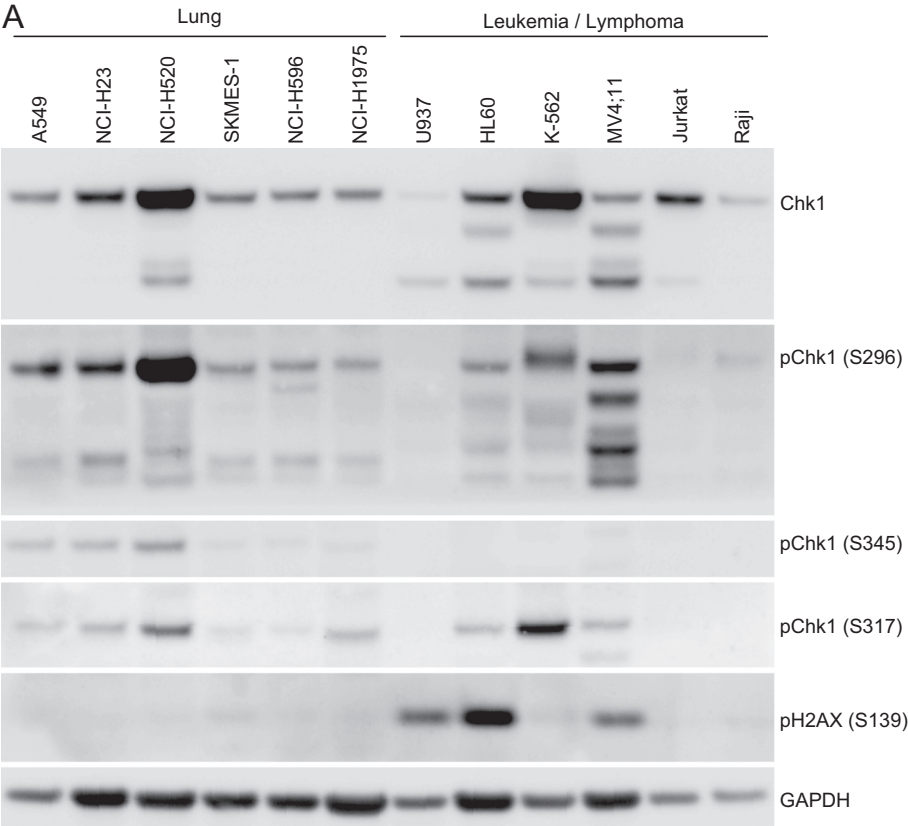 A
Lung
Leukemia / Lymphoma
A549
NCI-H23
NCI-H520
SKMES-1
NCI-H596
NCI-H1975
U937
HL60
K-562
MV4;11
Jurkat
Raji
Chk1
pChk1 (S296)
pChk1 (S345)
pChk1 (S317)
pH2AX (S139)
GAPDH